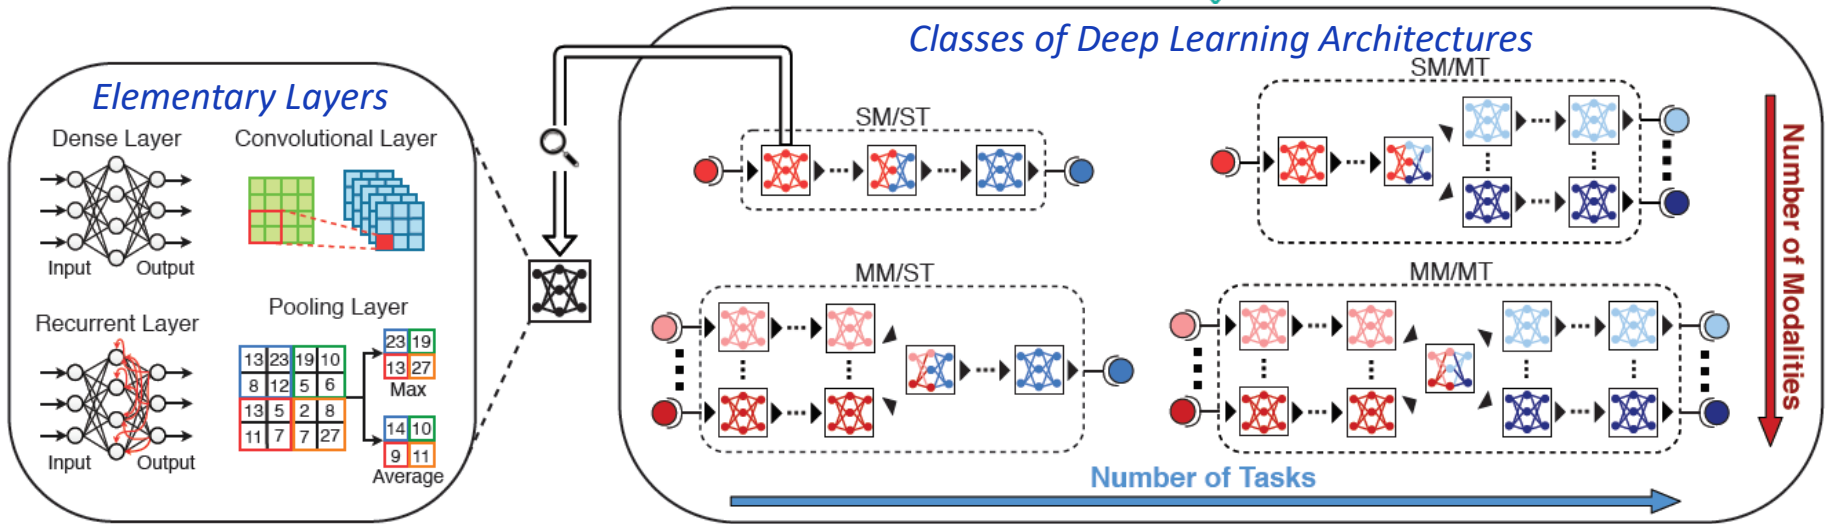 Classes of Deep Learning Architectures
Elementary Layers
Dense Layer
Convolutional Layer
Input
Output
Recurrent Layer
Input
Output
Pooling Layer
13 23 19 10
8 12 5 6
13 5 2 8
11 7 7 27
23 19
13 27
Max
14 10
9 11
Average
SM/ST
SM/MT
MM/ST
MM/MT
Number of Tasks
Number of Modalities